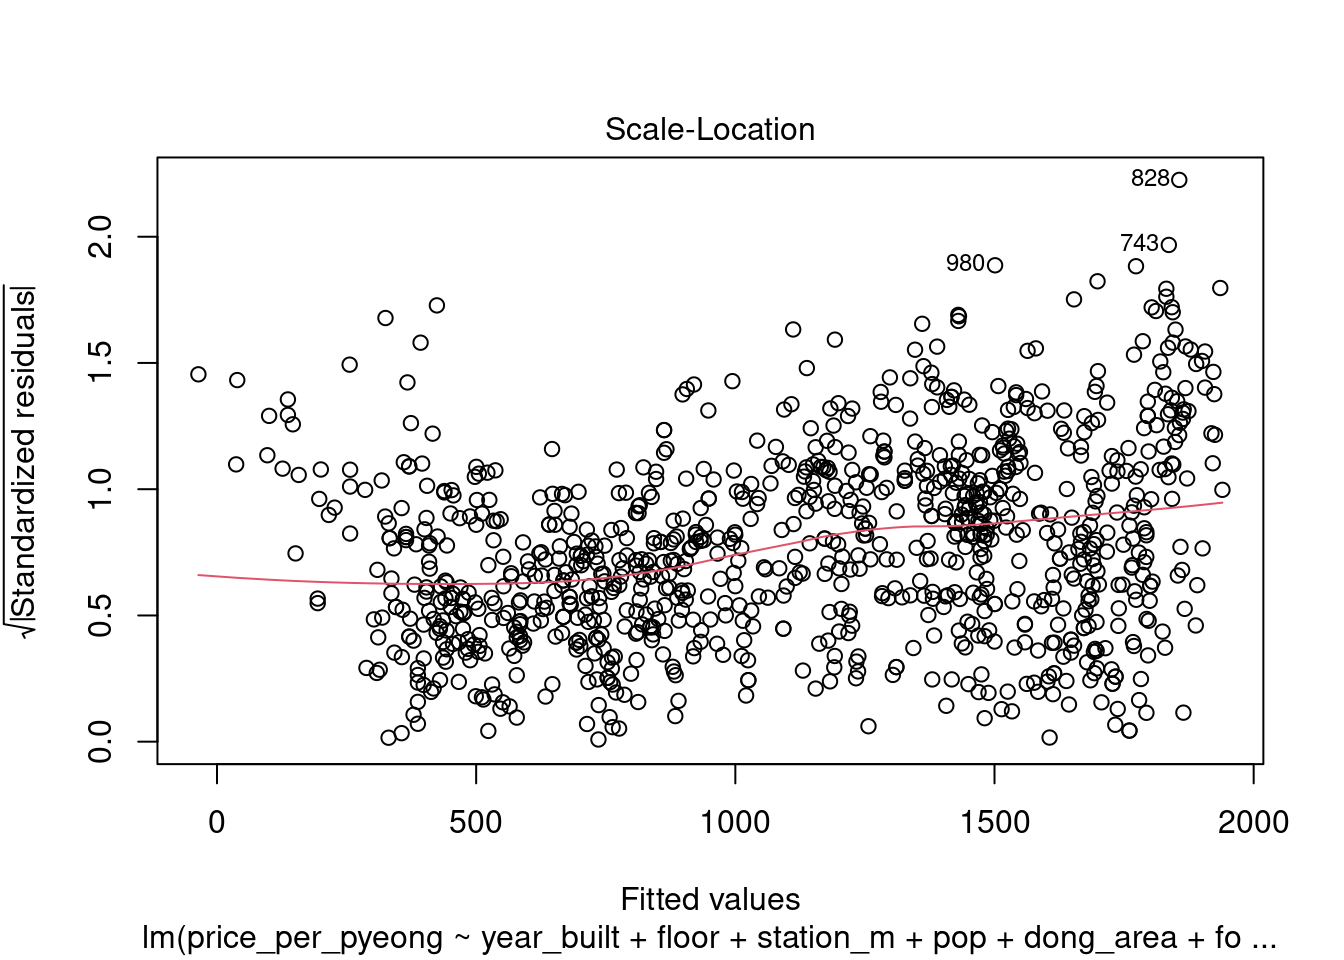 Scale-Location
828
743
980
√|Standardized residuals|
0.0 0.5 1.0 1.5 2.0
0 500 1000 1500 2000
Fitted values
lm(price_per_pyeong ~ year_built + floor + station_m + pop + dong_area + fo ...